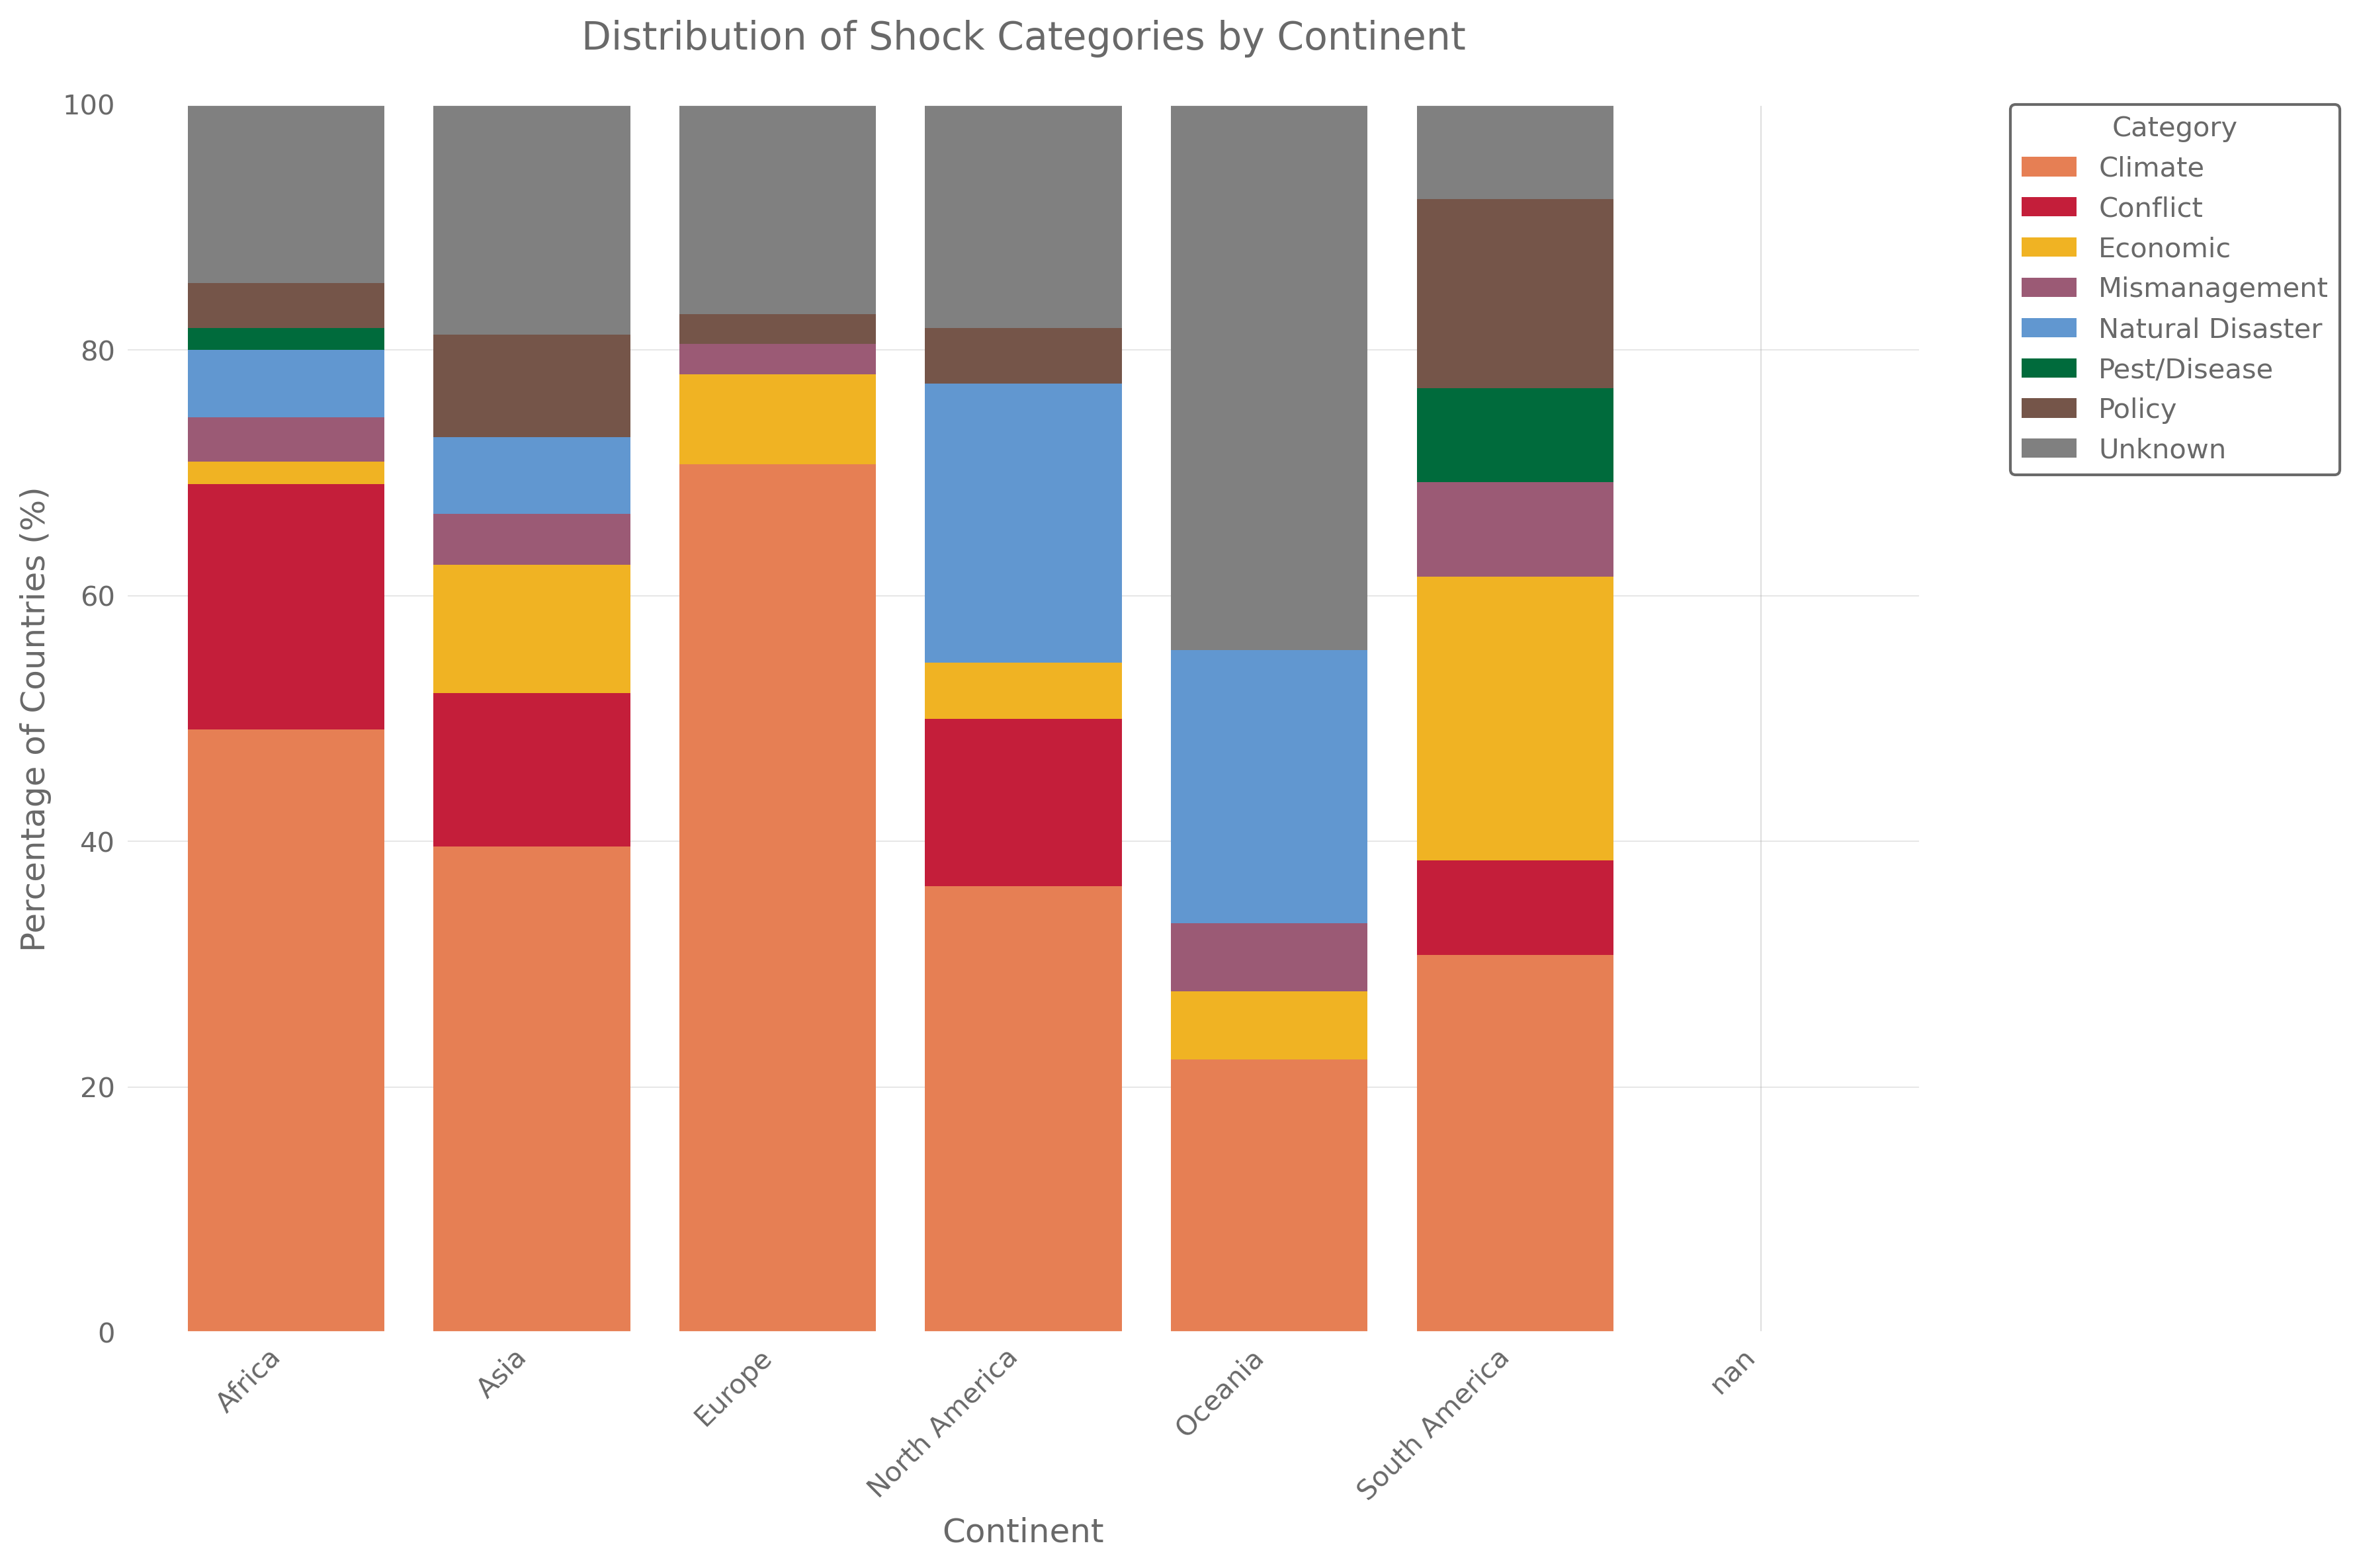 Distribution of Shock Categories by Continent
Percentage of Countries (%)
100
80
60
40
20
0
Africa
Asia
Europe
North America
Oceania
South America
nan
Continent
Category
Climate
Conflict
Economic
Mismanagement
Natural Disaster
Pest/Disease
Policy
Unknown